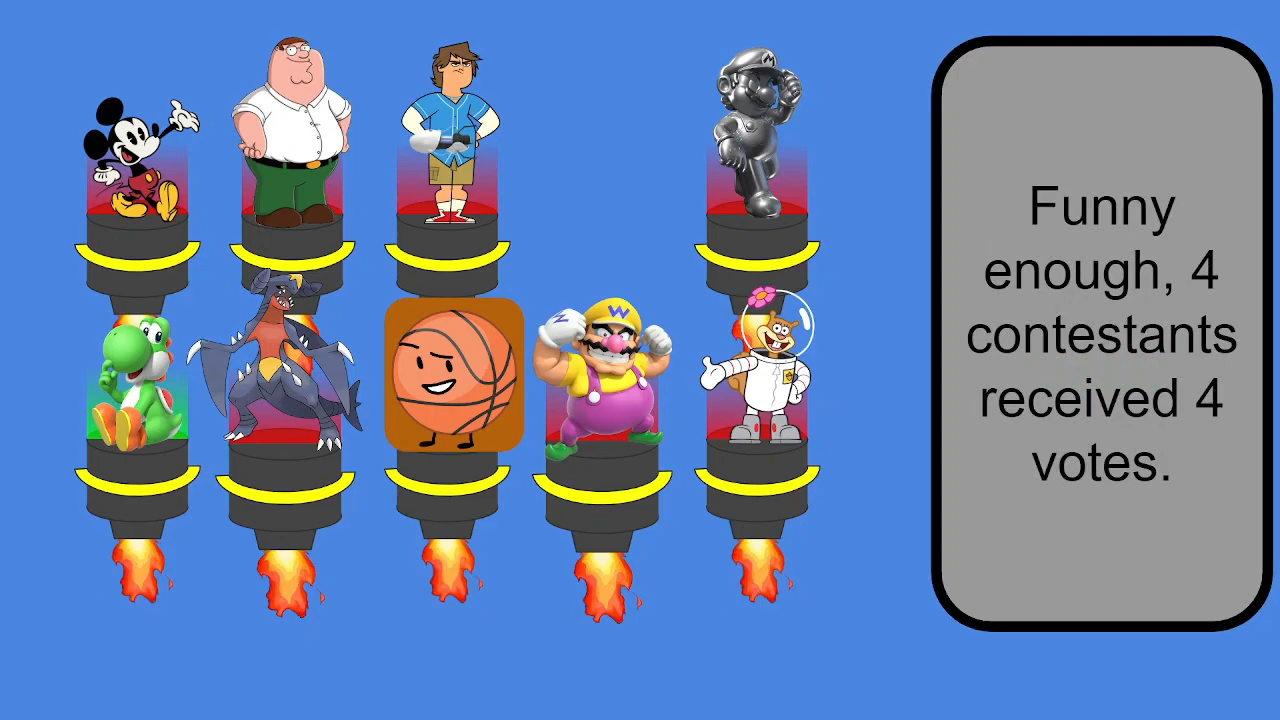 Funny
enough, 4
contestants
received 4
votes.